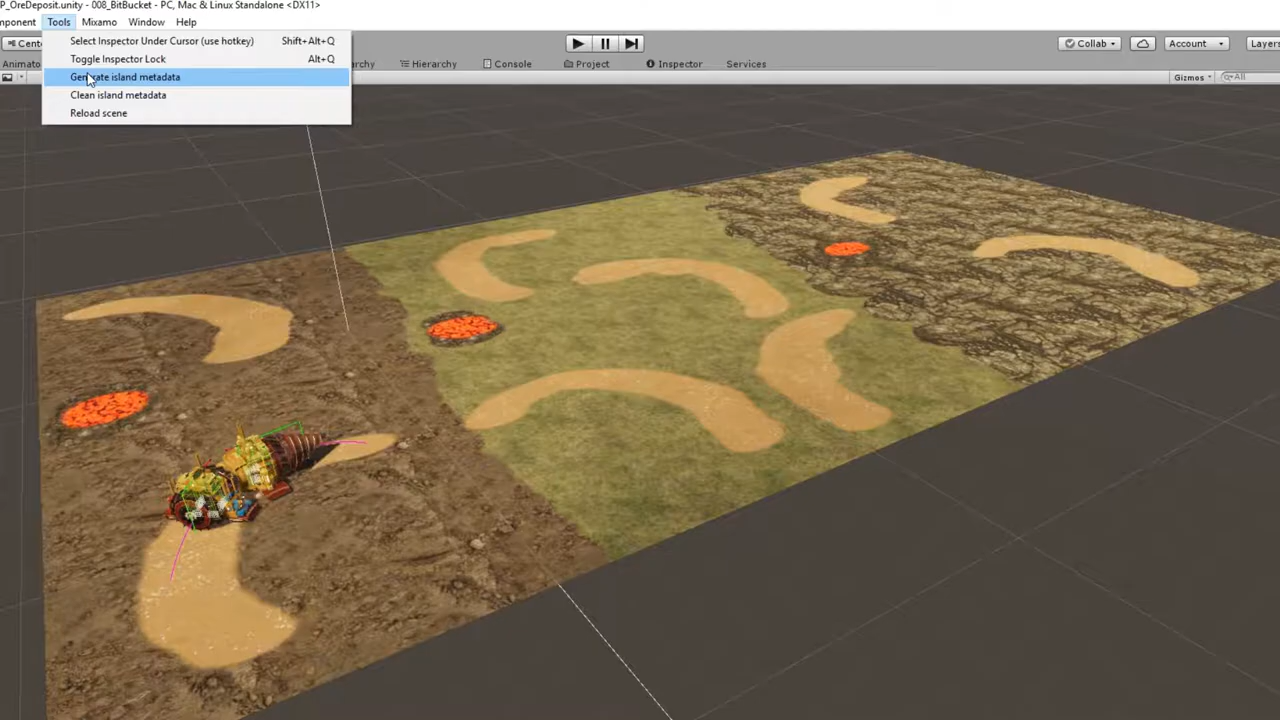 P_OreDeposit.unity - 008_BitBucket - PC, Mac & Linux Standalone <DX11>
mponent Tools Mixamo Window Help
Cente Collab Account Layers
Animato archy Hierarchy Console Project Inspector Services
Gizmos All
Select Inspector Under Cursor (use hotkey) Shift+Alt+Q
Toggle Inspector Lock Alt+Q
Generate island metadata
Clean island metadata
Reload scene